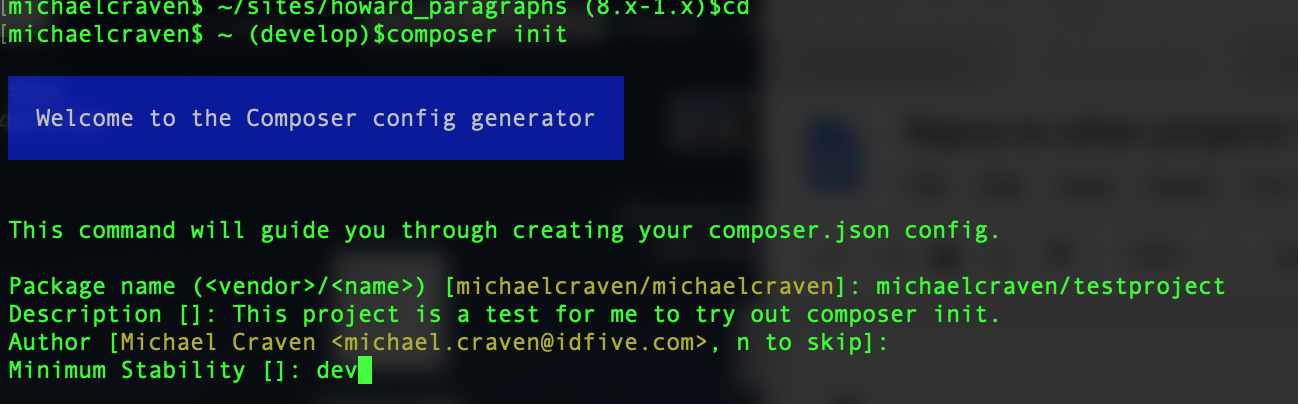 [michaelcraven$ ~/sites/howard_paragraphs (8.x-1.x)$cd
[michaelcraven$ ~ (develop)$composer init
Welcome to the Composer config generator
This command will guide you through creating your composer.json config.
Package name (<vendor>/<name>) [michaelcraven/michaelcraven]: michaelcraven/testproject
Description []: This project is a test for me to try out composer init.
Author [Michael Craven <michael.craven@idfive.com>, n to skip]:
Minimum Stability []: dev